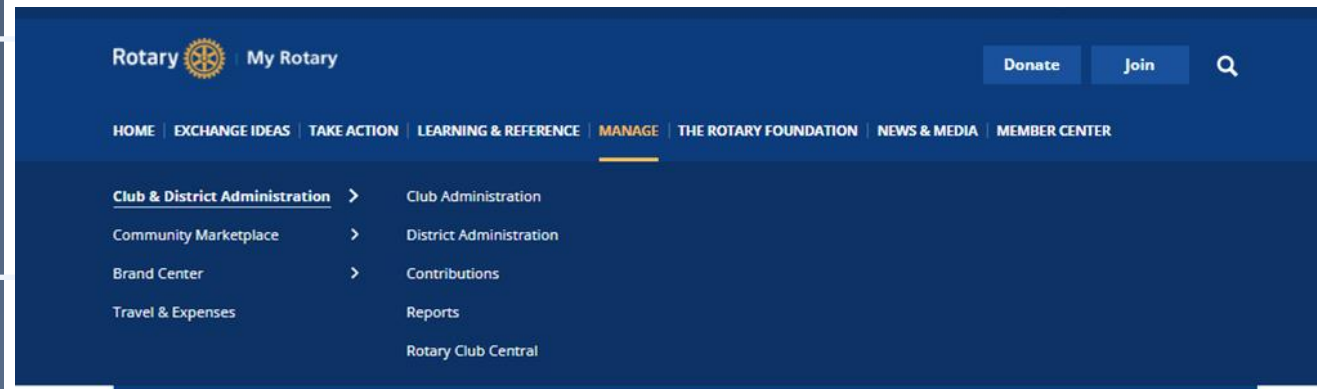 Rotary | My Rotary
Donate Join
HOME | EXCHANGE IDEAS | TAKE ACTION | LEARNING & REFERENCE | MANAGE | THE ROTARY FOUNDATION | NEWS & MEDIA | MEMBER CENTER
Club & District Administration > Club Administration
Community Marketplace > District Administration
Brand Center > Contributions
Travel & Expenses Reports
Rotary Club Central